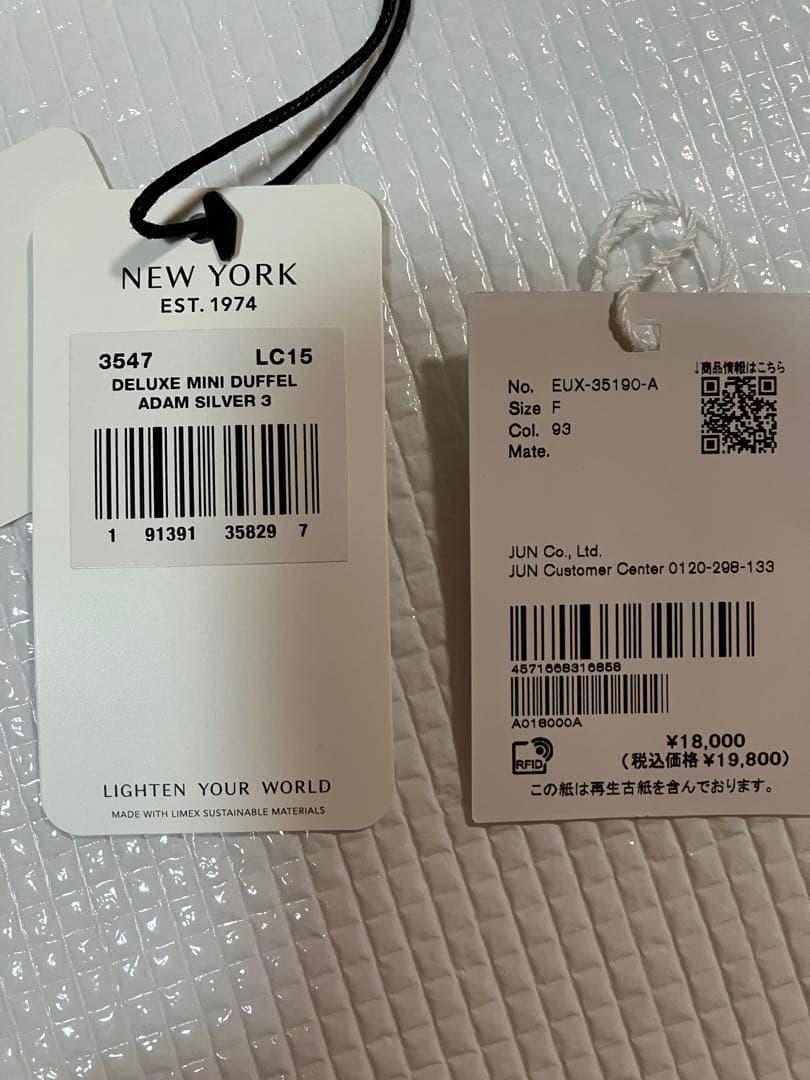 NEW YORK
EST. 1974
3547 LC15
DELUXE MINI DUFFEL
ADAM SILVER 3
1 91391 35829 7
LIGHTEN YOUR WORLD
MADE WITH LIMEX SUSTAINABLE MATERIALS
↓商品情報はこちら
No. EUX-35190-A
Size F
Col. 93
Mate.
JUN Co., Ltd.
JUN Customer Center 0120-298-133
4571668316858
A018000A
RFID
¥18,000
(税込価格¥19,800)
この紙は再生古紙を含んでおります。